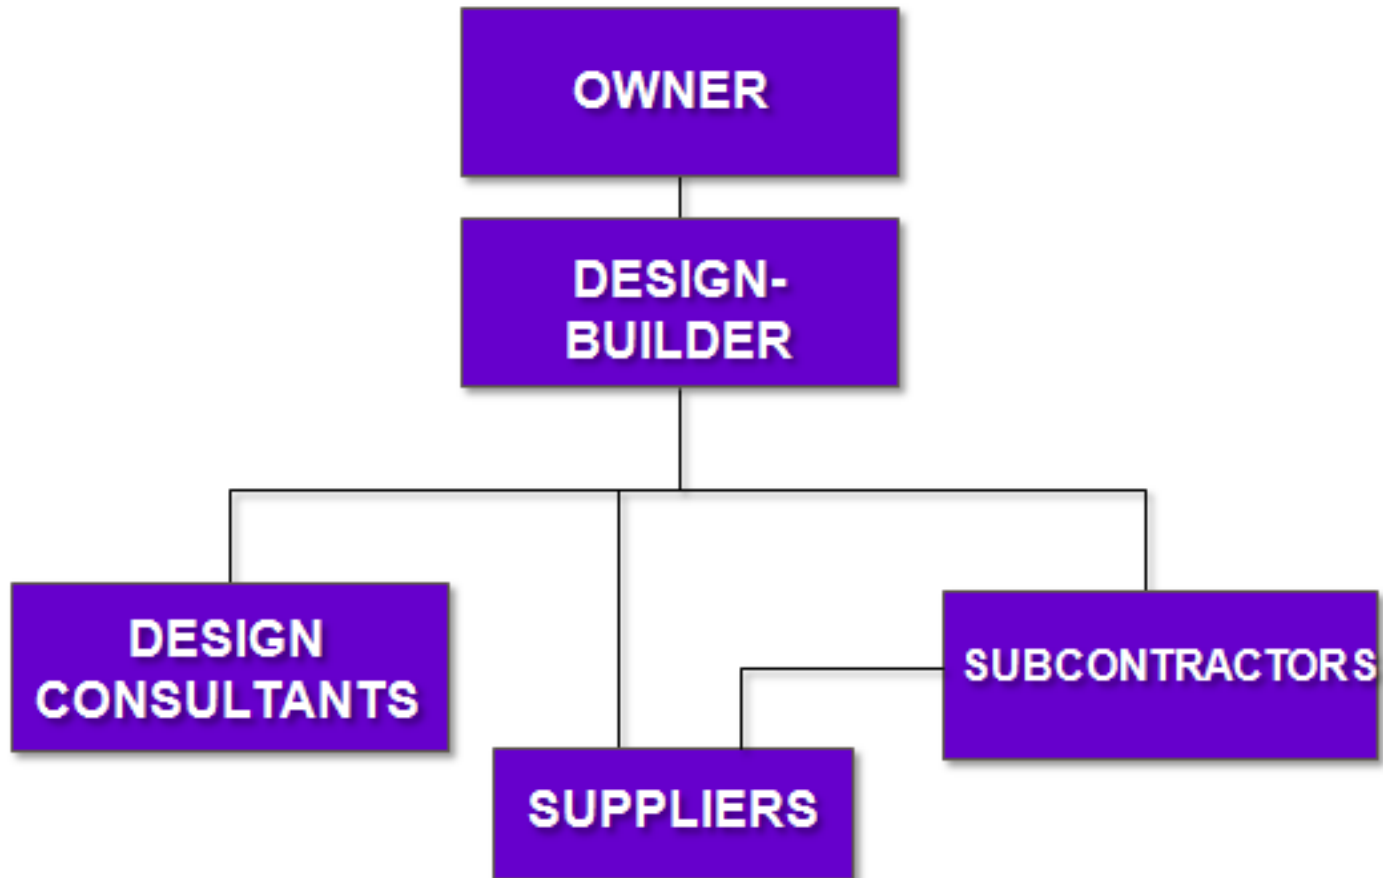 OWNER
DESIGN-
BUILDER
DESIGN
CONSULTANTS
SUBCONTRACTORS
SUPPLIERS